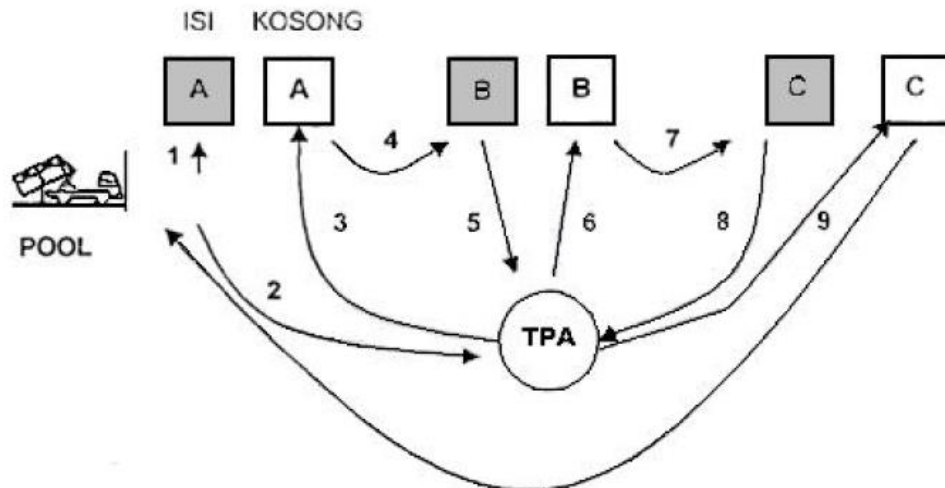 ISI KOSONG
A A B B C C
1 4 7
POOL
3 5 6 8 9
2
TPA